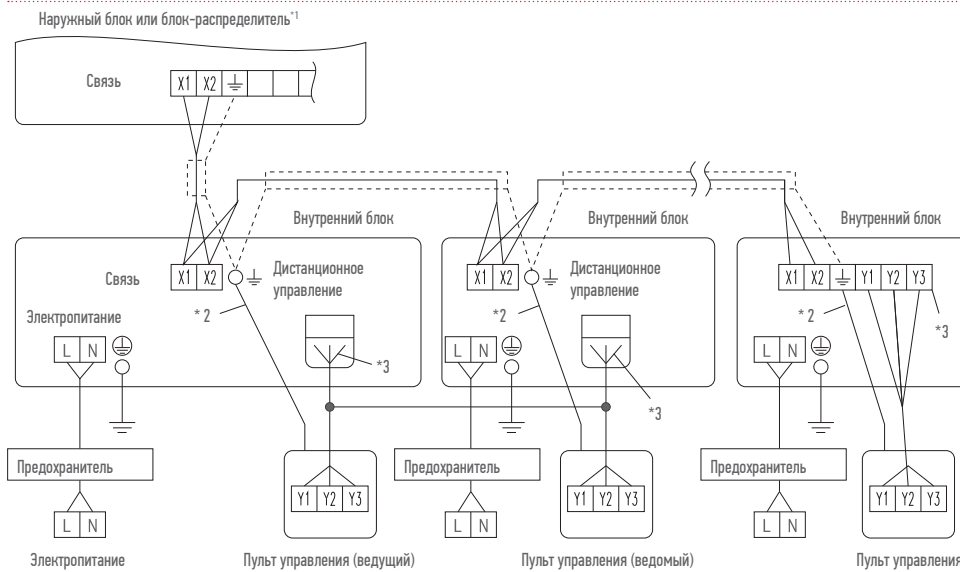 Наружный блок или блок-распределитель*1
Связь
X1 X2
Внутренний блок
Внутренний блок
Внутренний блок
Связь
X1 X2
Дистанционное
управление
X1 X2
Дистанционное
управление
X1 X2 Y1 Y2 Y3
Электропитание
* 2
*2
* 2
*3
L N
*3
L N
*3
L N
Предохранитель
Предохранитель
Предохранитель
Y1 Y2 Y3
Y1 Y2 Y3
Y1 Y2 Y3
L N
L N
L N
Электропитание
Пульт управления (ведущий)
Пульт управления (ведомый)
Пульт управления